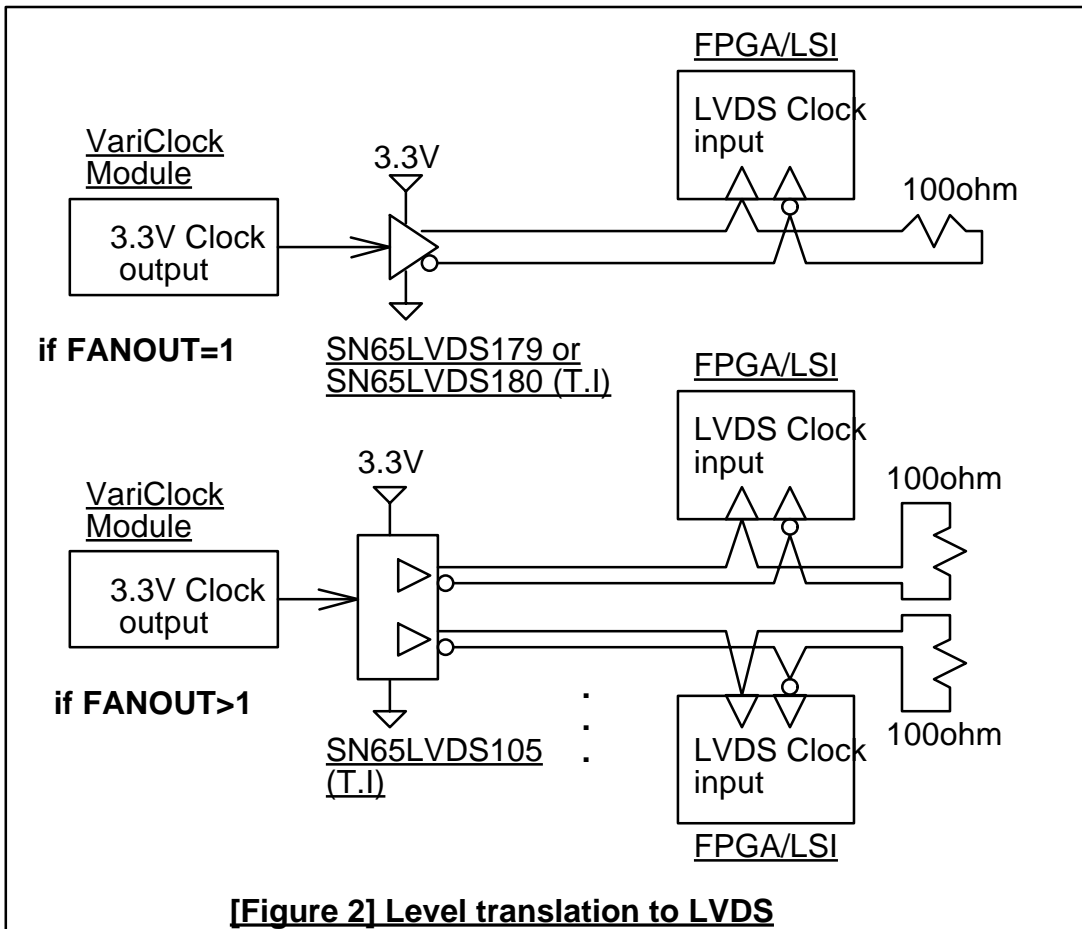 FPGA/LSI
LVDS Clock
input
VariClock
Module
3.3V
100ohm
3.3V Clock
output
if FANOUT=1
SN65LVDS179 or
SN65LVDS180 (T.I)
FPGA/LSI
LVDS Clock
input
3.3V
100ohm
VariClock
Module
3.3V Clock
output
if FANOUT>1
SN65LVDS105
(T.I)
.
.
.
LVDS Clock
input
100ohm
FPGA/LSI
[Figure 2] Level translation to LVDS